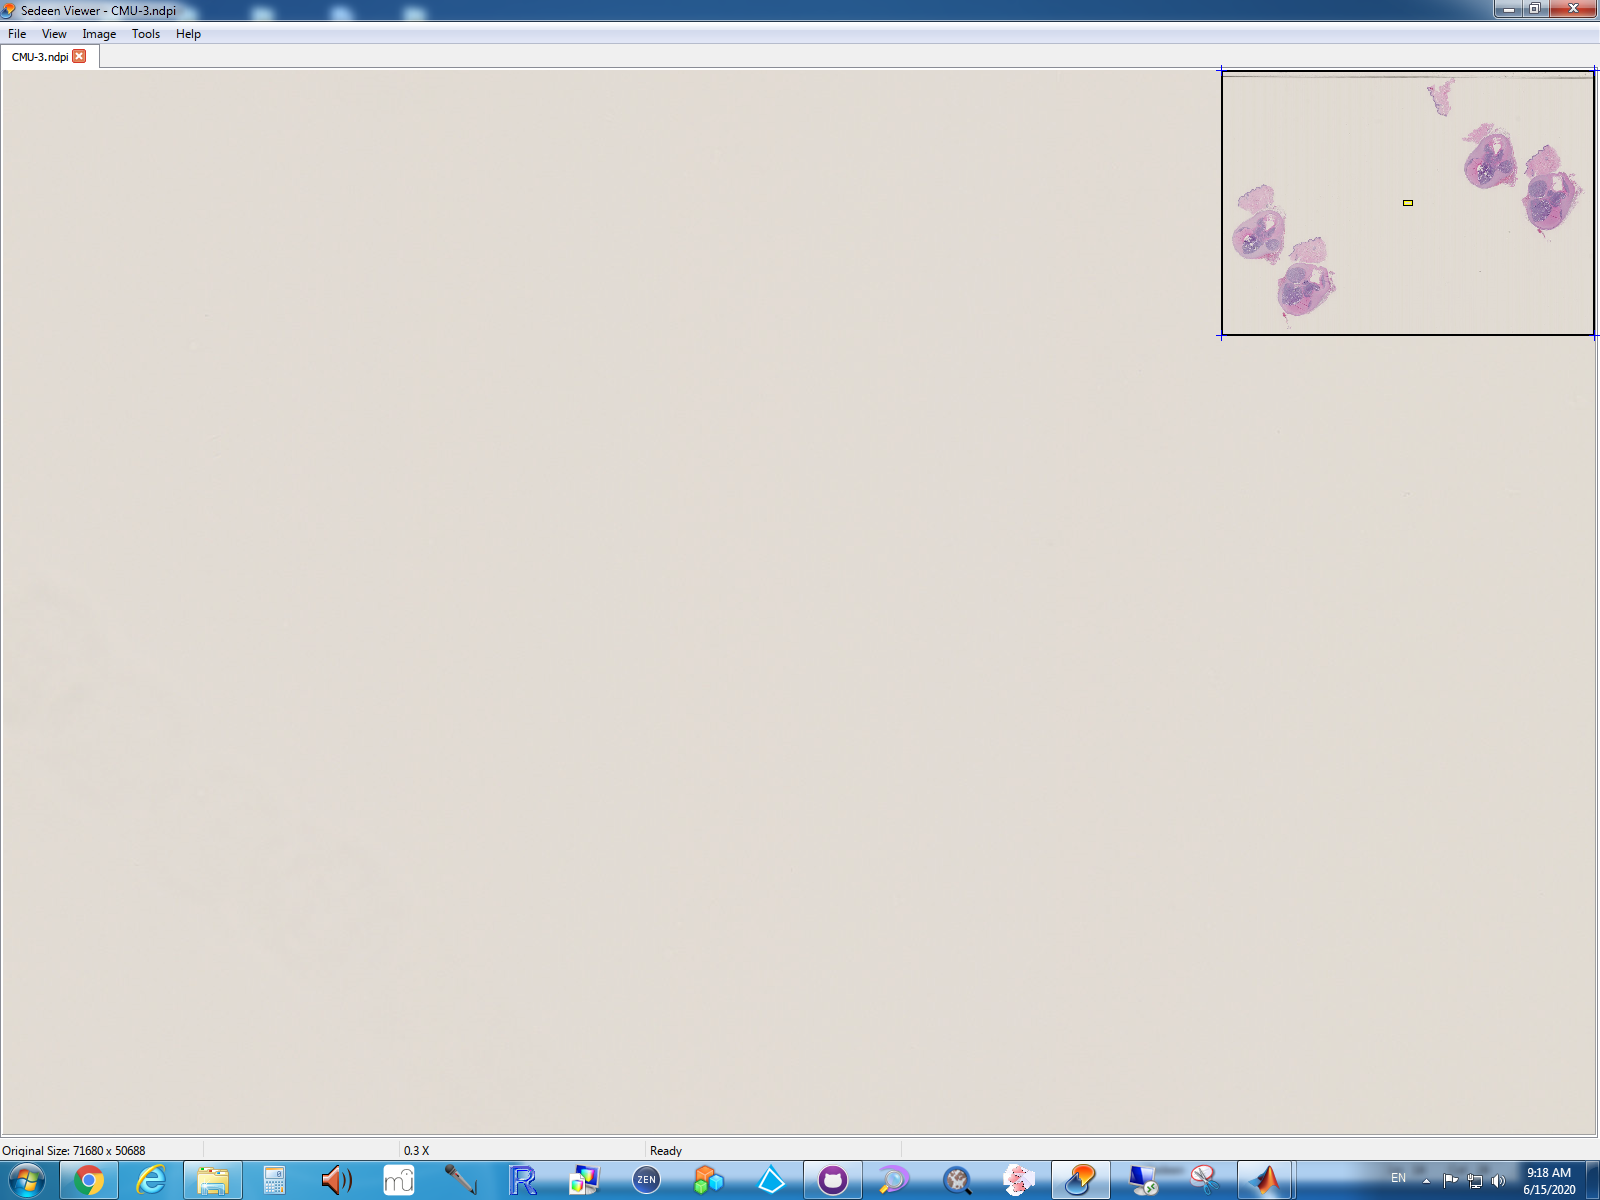 Sedeen Viewer - CMU-3.ndpi
File View Image Tools Help
CMU-3.ndpi
Original Size: 71680 x 50688 0.3 X Ready
R ZEN EN 9:18 AM
6/15/2020